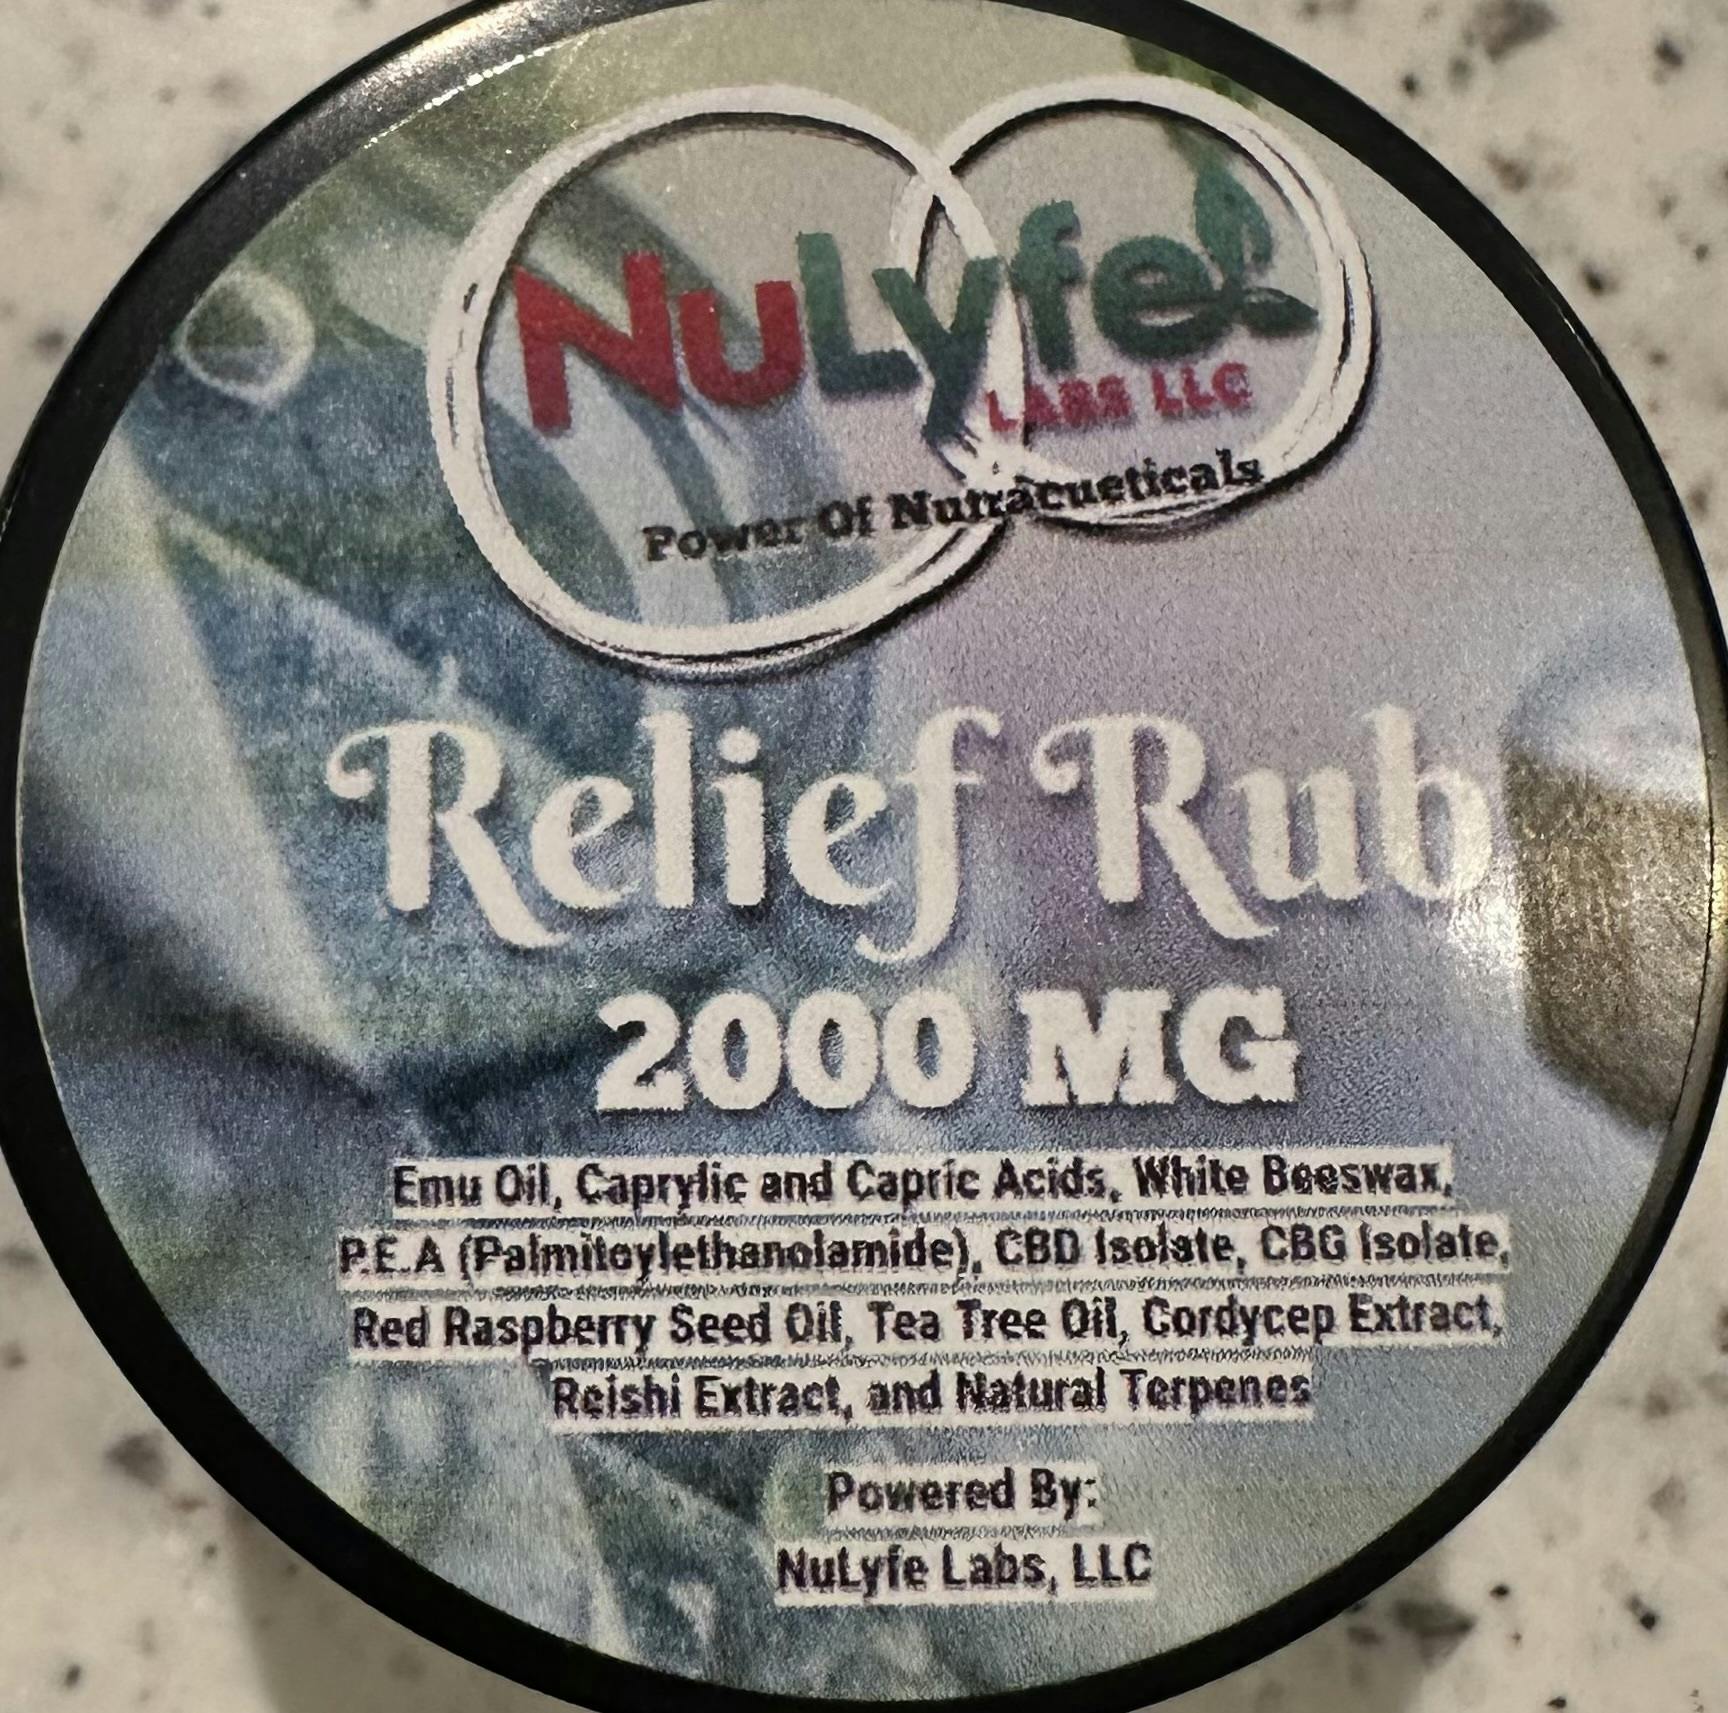 NuLyfe
LABS LLC
Power Of Nutracueticals
Relief Rub
2000 MG
Emu Oil, Caprylic and Capric Acids, White Beeswax,
P.E.A (Palmitoylethanolamide), CBD Isolate, CBG Isolate,
Red Raspberry Seed Oil, Tea Tree Oil, Cordycep Extract,
Reishi Extract, and Natural Terpenes
Powered By:
NuLyfe Labs, LLC